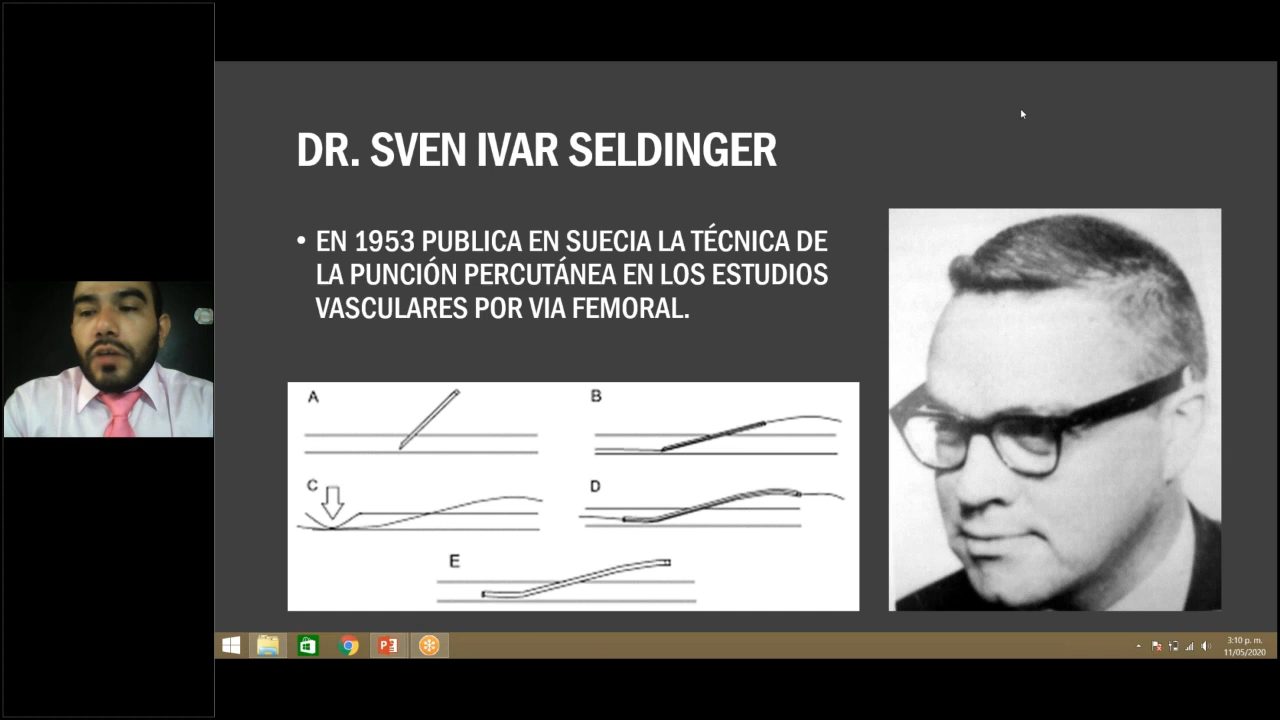 DR. SVEN IVAR SELDINGER
• EN 1953 PUBLICA EN SUECIA LA TÉCNICA DE
LA PUNCIÓN PERCUTÁNEA EN LOS ESTUDIOS
VASCULARES POR VIA FEMORAL.
A
B
C
D
E
3:10 p. m.
11/05/2020